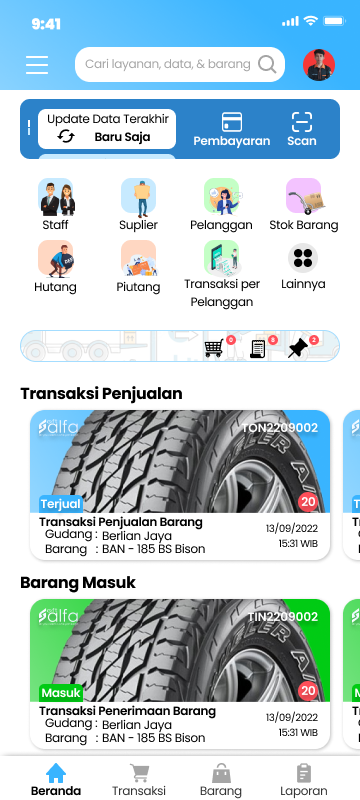 9:41
Cari layanan, data, & barang
Update Data Terakhir
Baru Saja
Pembayaran
Scan
Staff
Suplier
Pelanggan
Stok Barang
Hutang
Piutang
Transaksi per
Pelanggan
Lainnya
0
8
2
Transaksi Penjualan
alfa
TON2209002
Terjual
20
Transaksi Penjualan Barang
Gudang : Berlian Jaya
Barang : BAN - 185 BS Bison
13/09/2022
15:31 WIB
Barang Masuk
alfa
TIN2209002
Masuk
20
Transaksi Penerimaan Barang
Gudang : Berlian Jaya
Barang : BAN - 185 BS Bison
13/09/2022
15:31 WIB
Beranda
Transaksi
Barang
Laporan